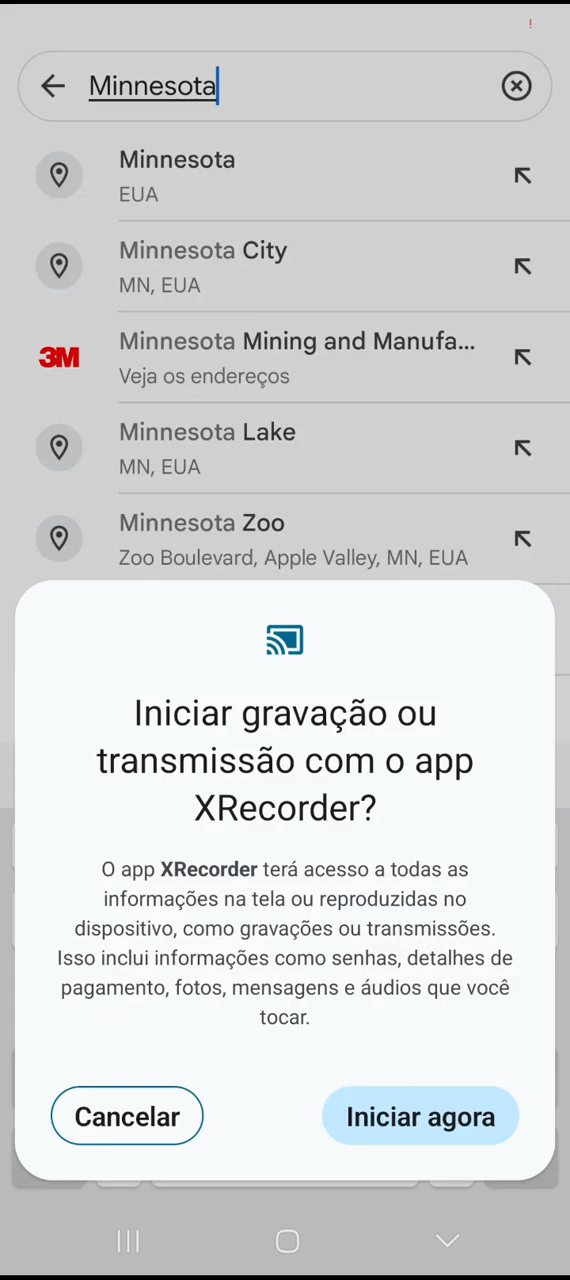 !
Minnesota
Minnesota
EUA
Minnesota City
MN, EUA
3M
Minnesota Mining and Manufa...
Veja os endereços
Minnesota Lake
MN, EUA
Minnesota Zoo
Zoo Boulevard, Apple Valley, MN, EUA
Iniciar gravação ou
transmissão com o app
XRecorder?
O app XRecorder terá acesso a todas as
informações na tela ou reproduzidas no
dispositivo, como gravações ou transmissões.
Isso inclui informações como senhas, detalhes de
pagamento, fotos, mensagens e áudios que você
tocar.
Cancelar
Iniciar agora